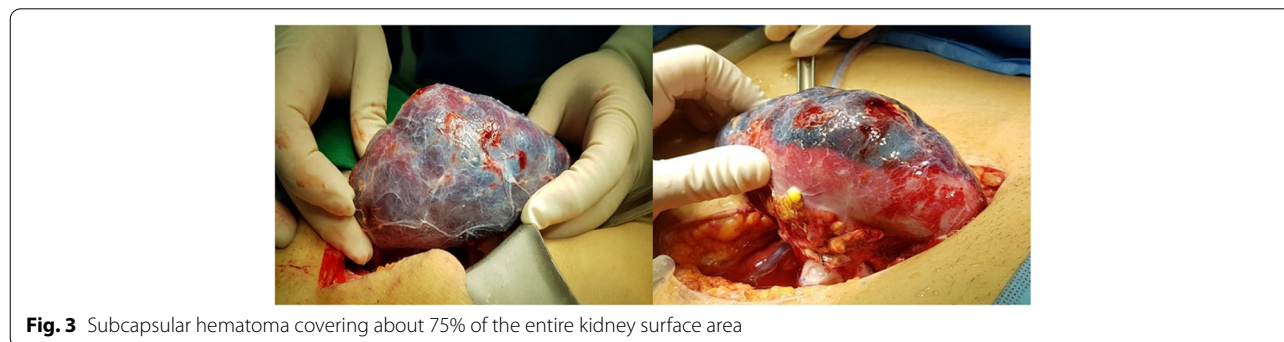 Fig. 3 Subcapsular hematoma covering about 75% of the entire kidney surface area